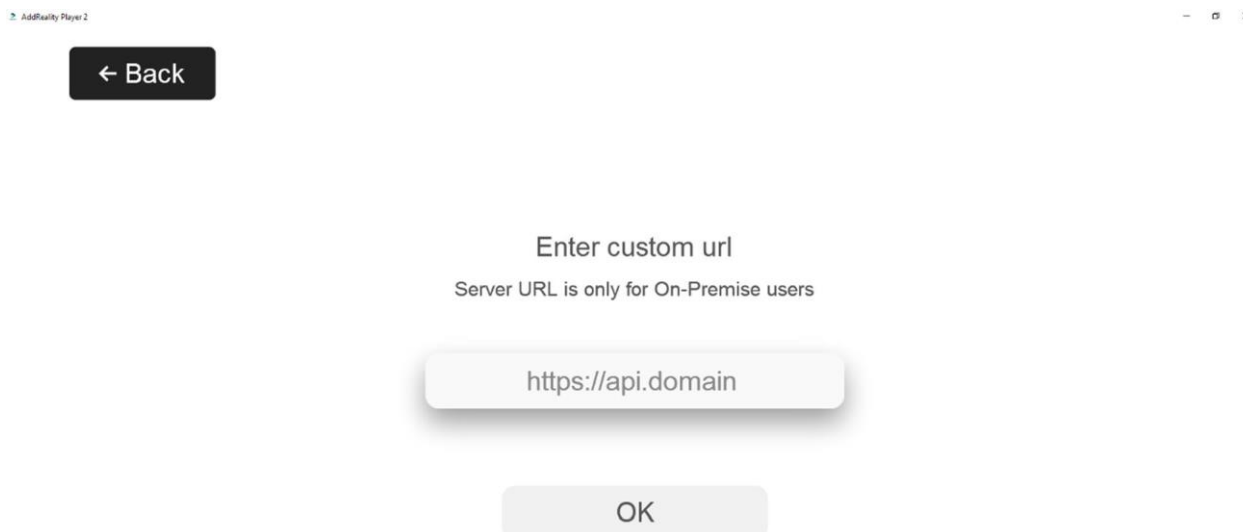 AddReality Player 2
← Back
Enter custom url
Server URL is only for On-Premise users
https://api.domain
OK